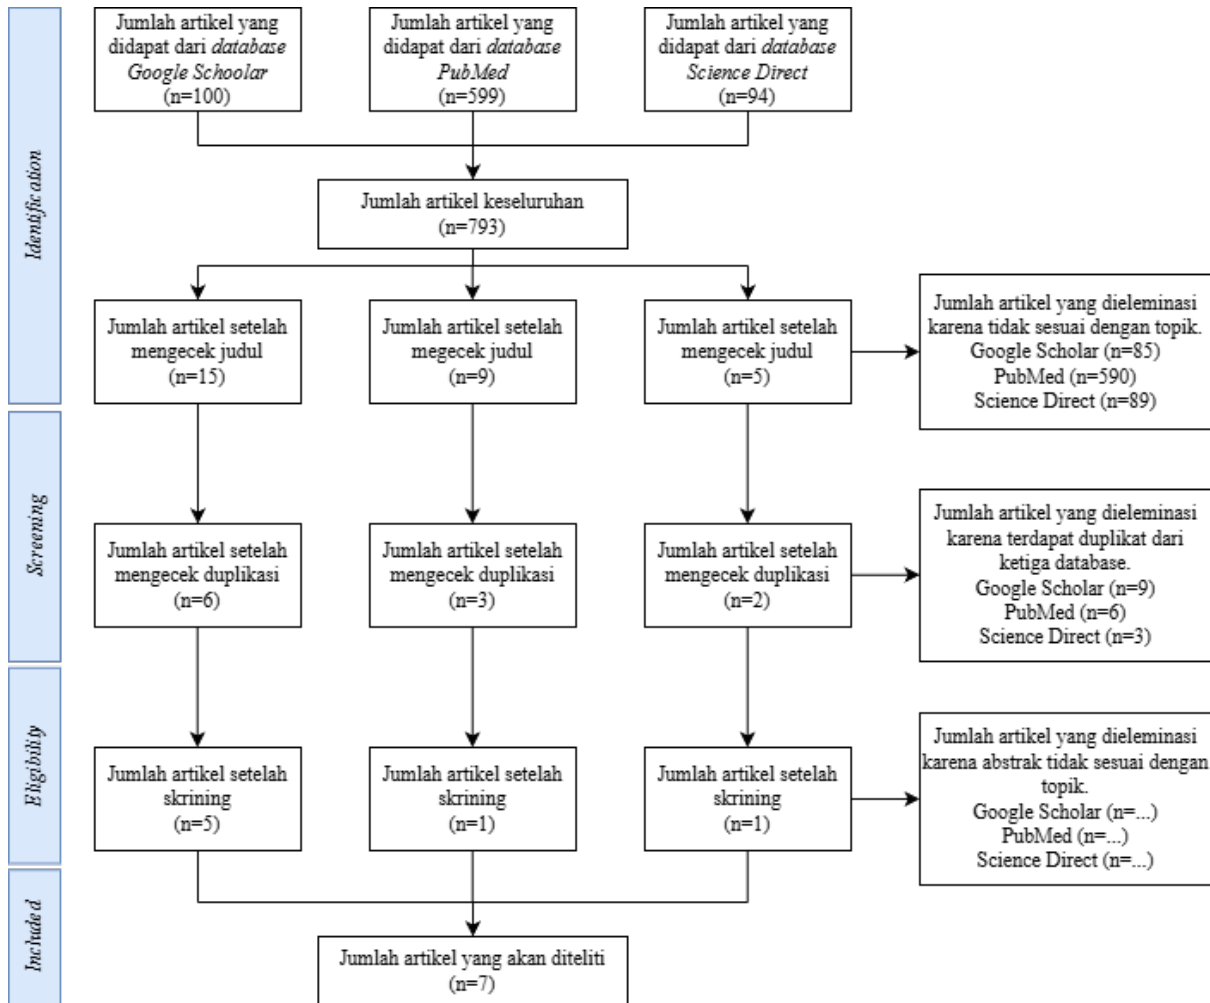 Identification
Jumlah artikel yang
didapat dari database
Google Schoolar
(n=100)
Jumlah artikel yang
didapat dari database
PubMed
(n=599)
Jumlah artikel yang
didapat dari database
Science Direct
(n=94)
Jumlah artikel keseluruhan
(n=793)
Jumlah artikel setelah
mengecek judul
(n=15)
Jumlah artikel setelah
megecek judul
(n=9)
Jumlah artikel setelah
mengecek judul
(n=5)
Jumlah artikel yang dieleminasi
karena tidak sesuai dengan topik.
Google Scholar (n=85)
PubMed (n=590)
Science Direct (n=89)
Screening
Jumlah artikel setelah
mengecek duplikasi
(n=6)
Jumlah artikel setelah
mengecek duplikasi
(n=3)
Jumlah artikel setelah
mengecek duplikasi
(n=2)
Jumlah artikel yang dieleminasi
karena terdapat duplikat dari
ketiga database.
Google Scholar (n=9)
PubMed (n=6)
Science Direct (n=3)
Eligibility
Jumlah artikel setelah
skrining
(n=5)
Jumlah artikel setelah
skrining
(n=1)
Jumlah artikel setelah
skrining
(n=1)
Jumlah artikel yang dieleminasi
karena abstrak tidak sesuai dengan
topik.
Google Scholar (n=...)
PubMed (n=...)
Science Direct (n=...)
Included
Jumlah artikel yang akan diteliti
(n=7)